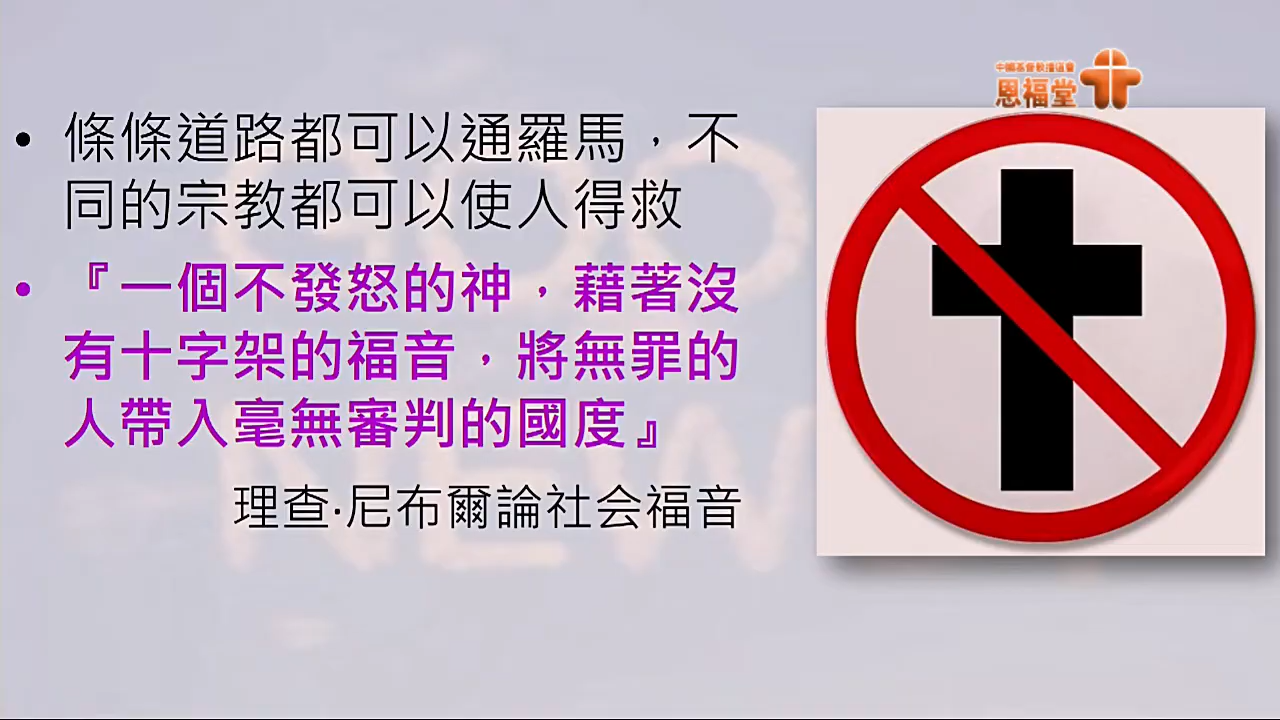 中國基督教播道會
恩福堂
• 條條道路都可以通羅馬，不
同的宗教都可以使人得救
• 『一個不發怒的神，藉著沒
有十字架的福音，將無罪的
人帶入毫無審判的國度』
理查·尼布爾論社会福音
GOOD
NEWS